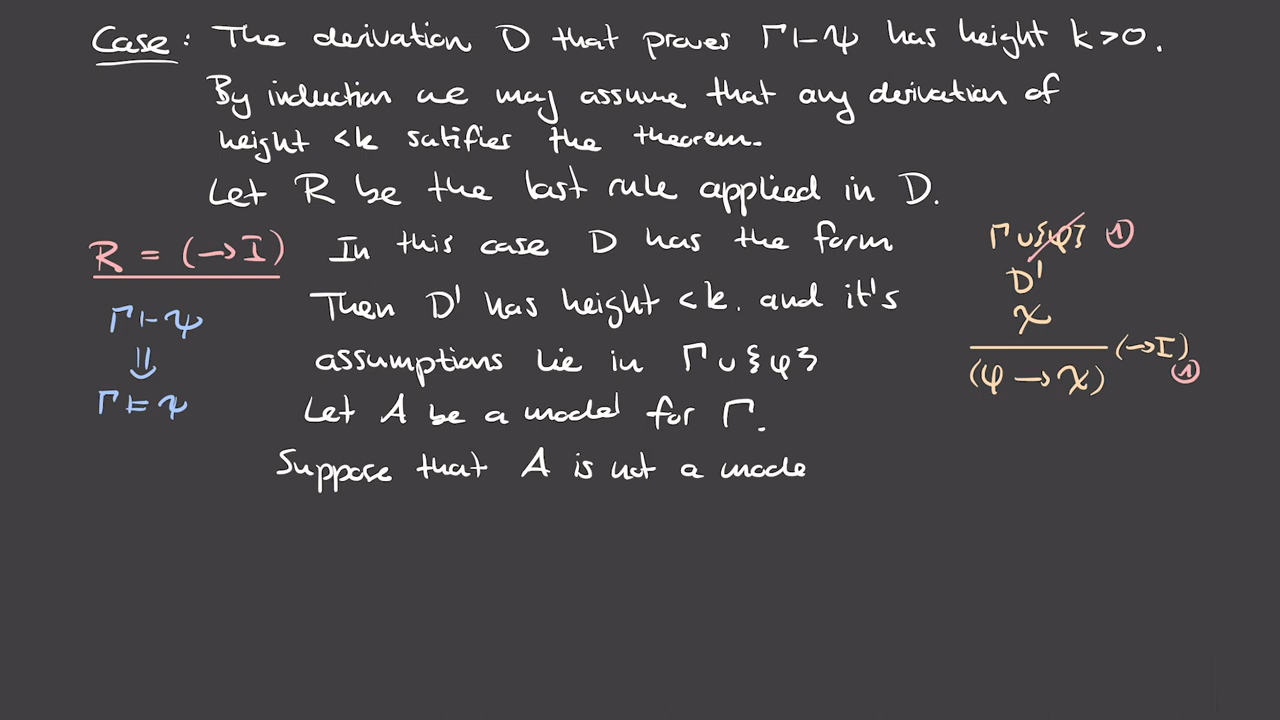 Case: The derivation D that proves Γ⊢ψ has height k>0.
By induction we may assume that any derivation of
height <k satifies the theorem.
Let R be the last rule applied in D.
R = (→I) In this case D has the form
Then D' has height <k. and it's
assumptions lie in Γ∪{φ}
Let A be a model for Γ.
Suppose that A is not a mode
Γ⊢ψ
⇓
Γ⊨ψ
Γ∪{φ} ①
D'
χ
(→I) ①
(φ→χ)